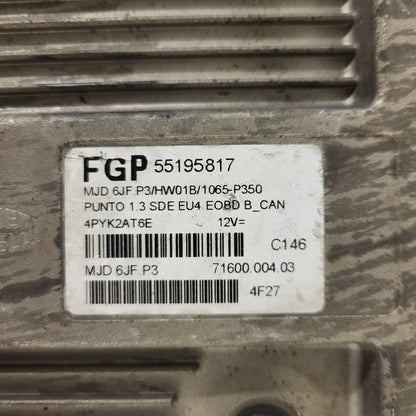 FGP 55195817
MJD 6JF.P3/HW01B/1065-P350
PUNTO 1.3 SDE EU4 EOBD B_CAN
4PYK2AT6E 12V=
C146
MJD 6JF.P3 71600.004.03
4F27